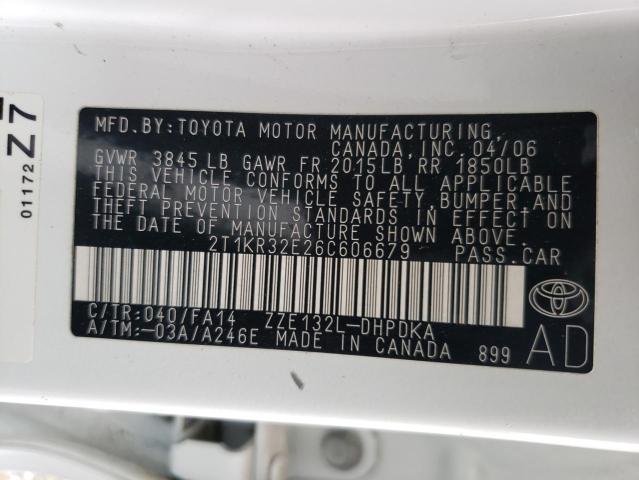 MFD. BY: TOYOTA MOTOR MANUFACTURING,
CANADA, INC. 04/06
GVWR 3845 LB GAWR FR 2015LB RR 1850LB
THIS VEHICLE CONFORMS TO ALL APPLICABLE
FEDERAL MOTOR VEHICLE SAFETY, BUMPER, AND
THEFT PREVENTION STANDARDS IN EFFECT ON
THE DATE OF MANUFACTURE SHOWN ABOVE.
2T1KR32E26C606679 PASS. CAR
C/TR: 040/FA14 ZZE132L-DHPDKA
A/TM:-03A/A246E MADE IN CANADA 899 AD
01172
Z7